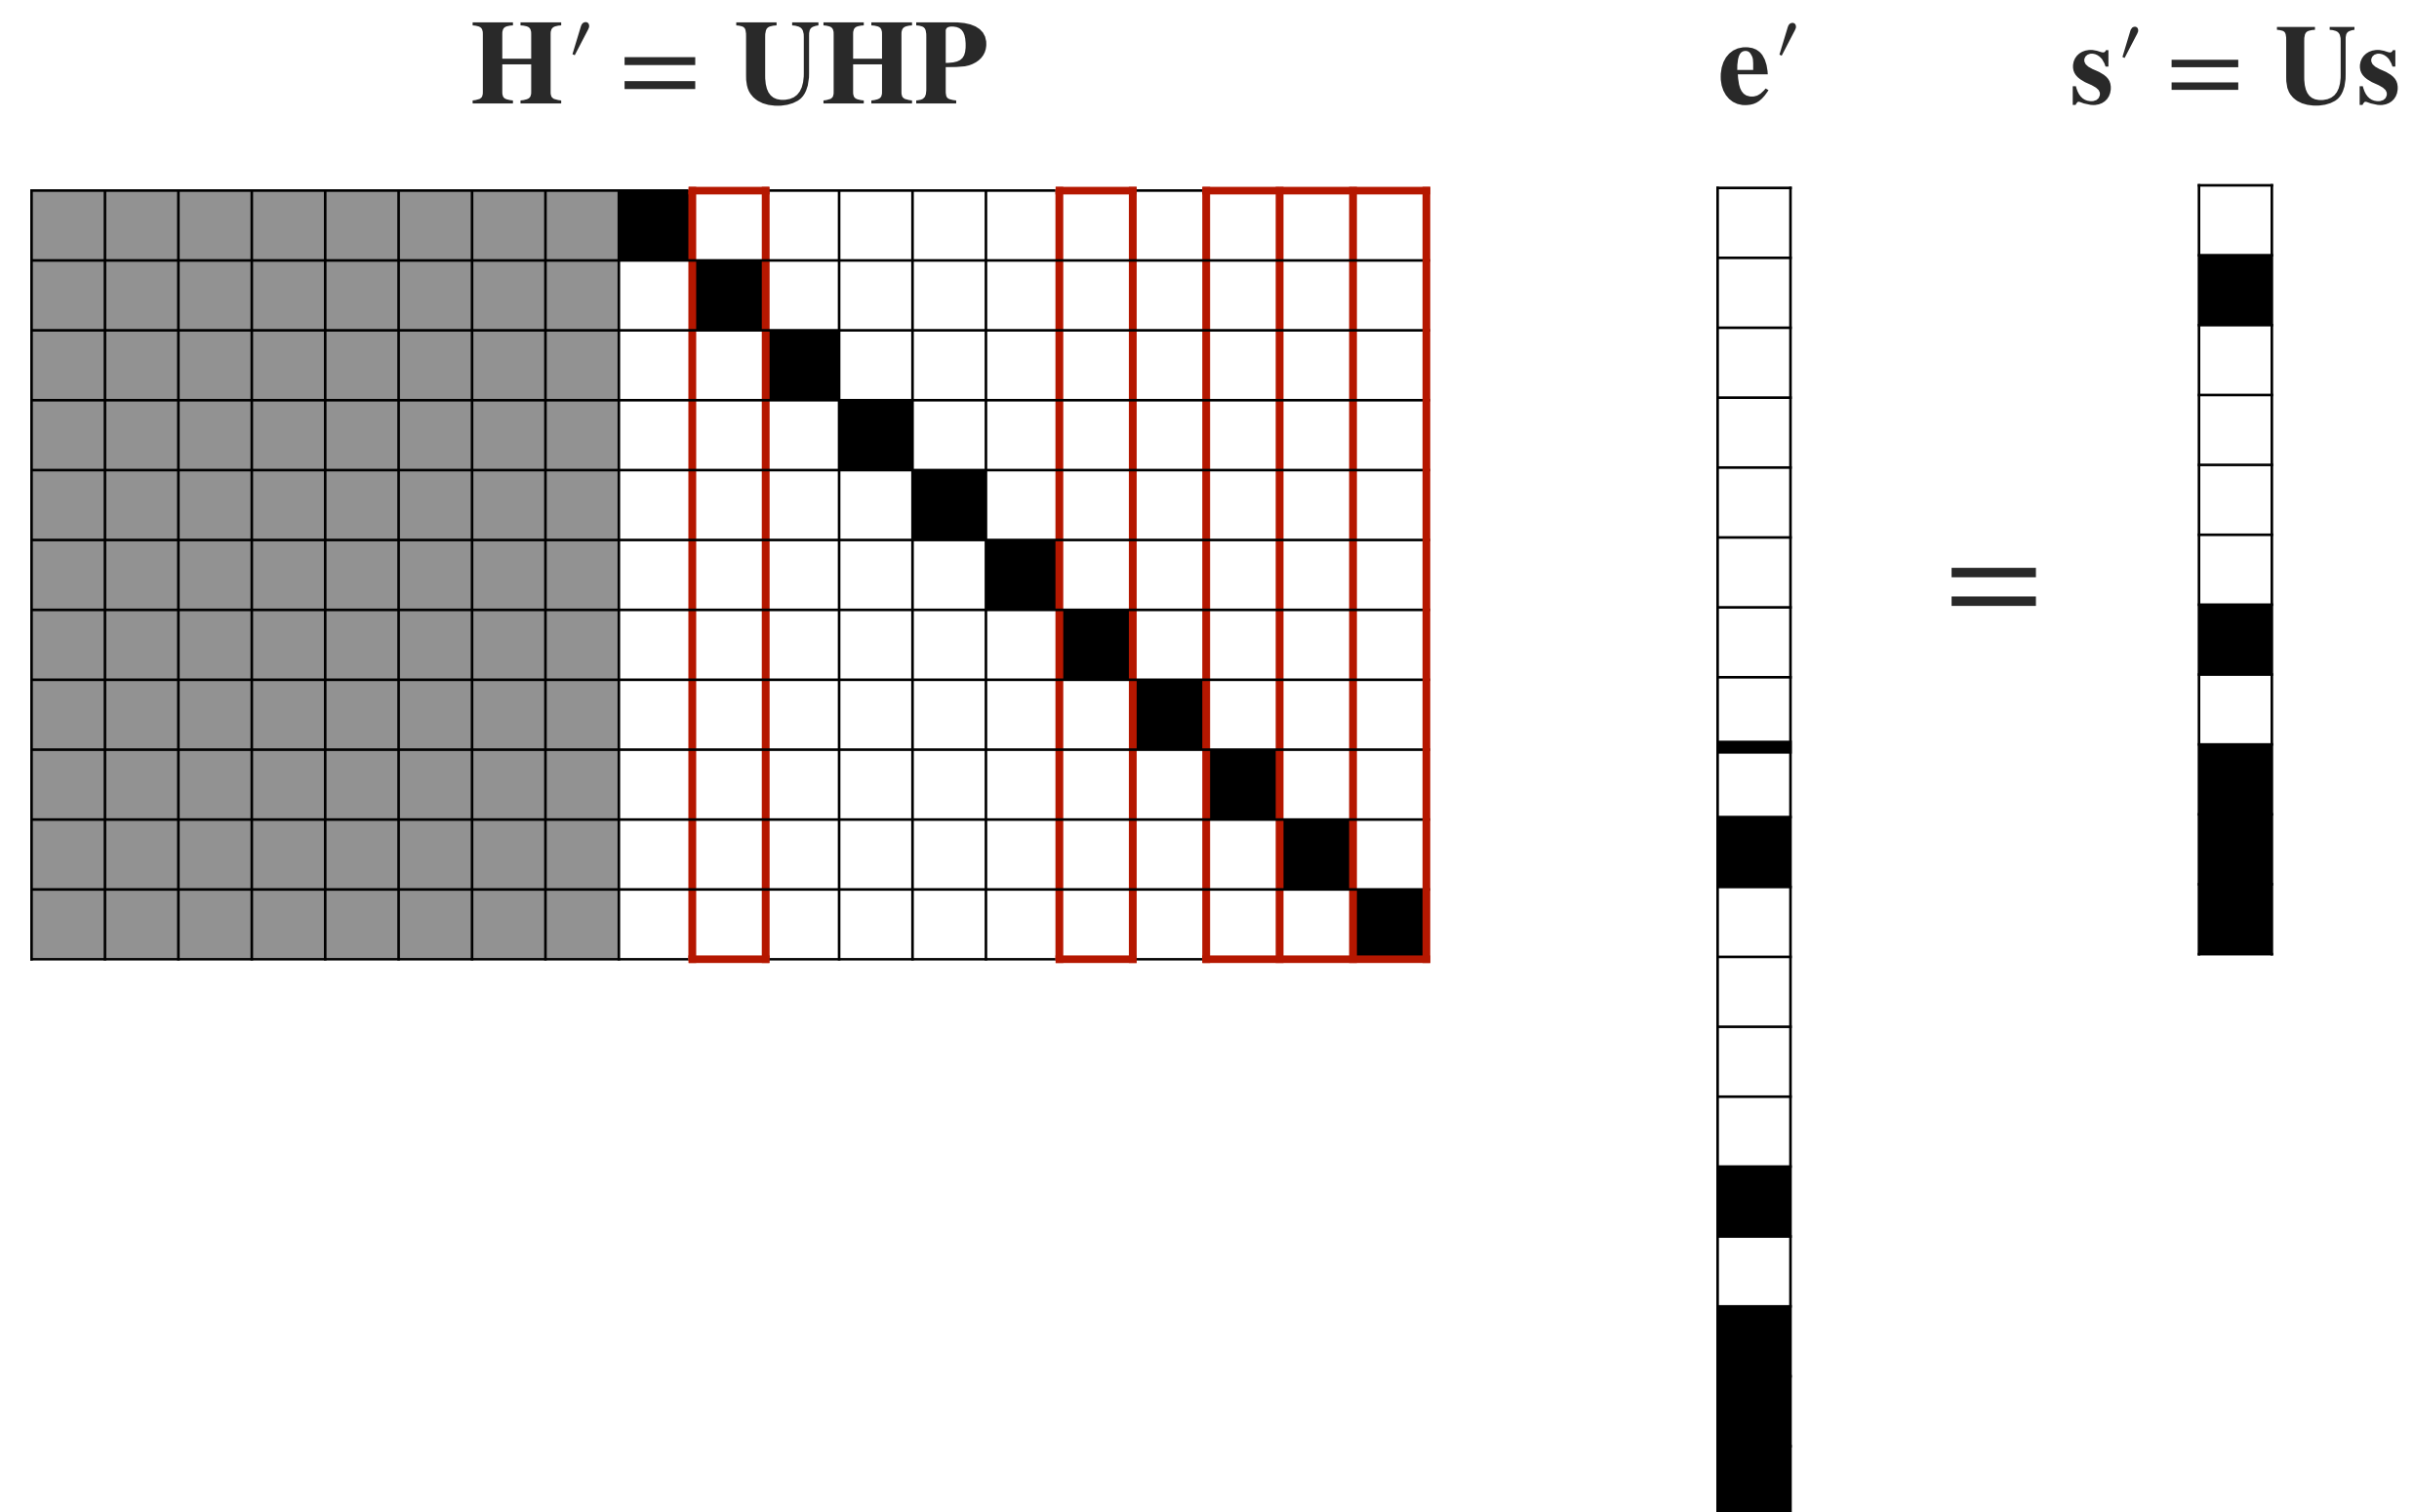 H′ = UHP e′ s′ = Us
=